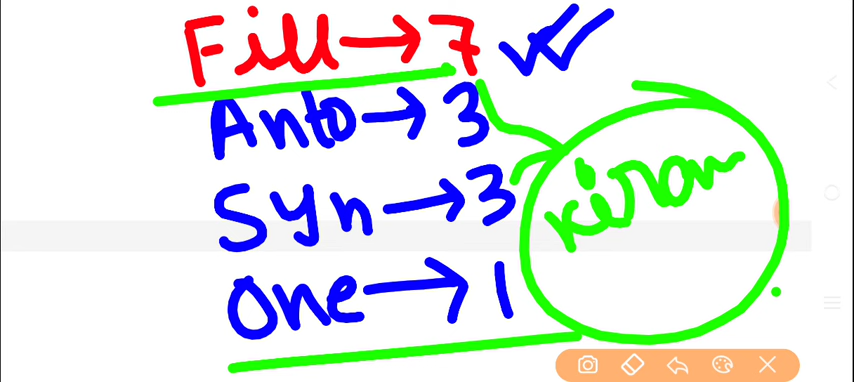 Fill→7
Anto→3
Syn→3
kiran
One→1